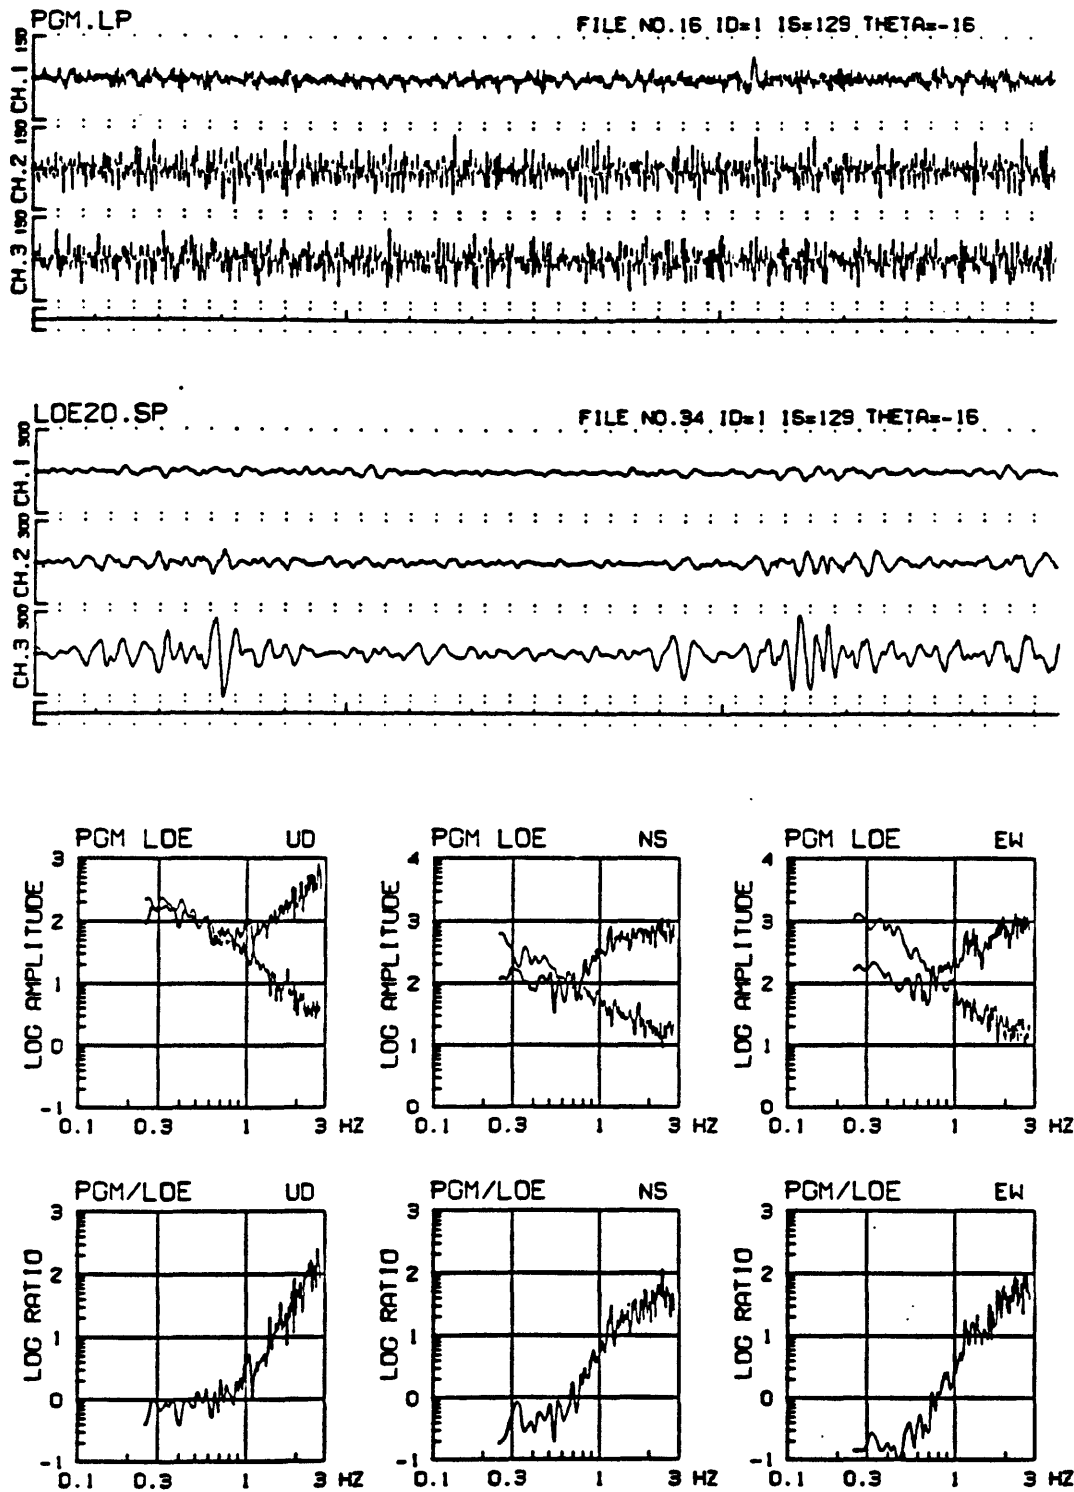 PGM.LP FILE NO.16 ID=1 IS=129 THETA=-16
CH.1 150
CH.2 150
CH.3 150
LOE20.SP FILE NO.34 ID=1 IS=129 THETA=-16
CH.1 300
CH.2 300
CH.3 300
PGM LOE UD
LOG AMPLITUDE
3
2
1
0
-1
0.1 0.3 1 3 HZ
PGM LOE NS
LOG AMPLITUDE
4
3
2
1
0
0.1 0.3 1 3 HZ
PGM LOE EW
LOG AMPLITUDE
4
3
2
1
0
0.1 0.3 1 3 HZ
PGM/LOE UD
LOG RATIO
3
2
1
0
-1
0.1 0.3 1 3 HZ
PGM/LOE NS
LOG RATIO
3
2
1
0
-1
0.1 0.3 1 3 HZ
PGM/LOE EW
LOG RATIO
3
2
1
0
-1
0.1 0.3 1 3 HZ